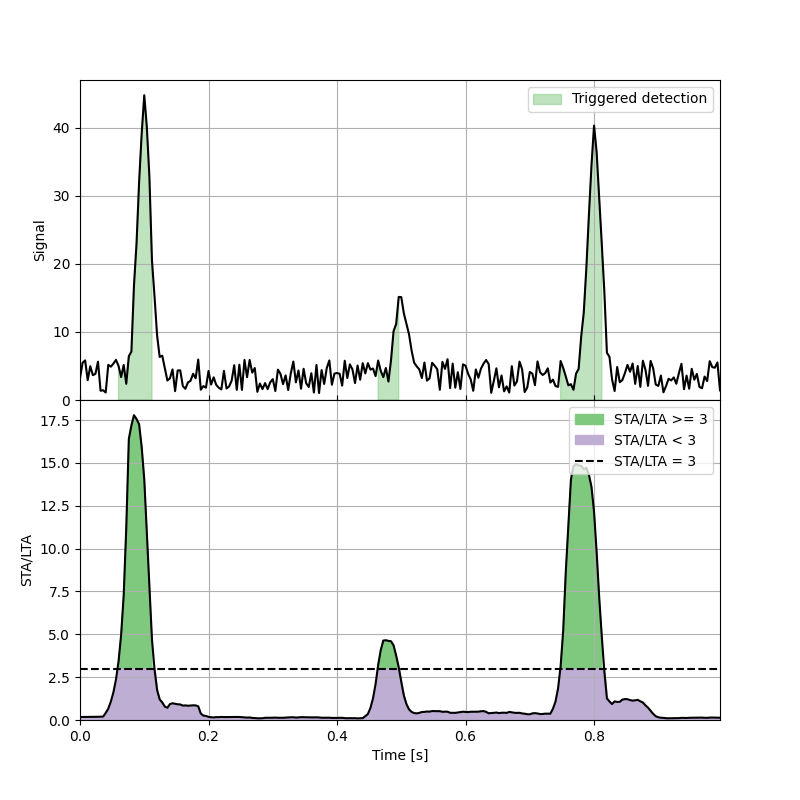 Triggered detection
40
30
20
10
0
Signal
STA/LTA >= 3
STA/LTA < 3
STA/LTA = 3
17.5
15.0
12.5
10.0
7.5
5.0
2.5
0.0
STA/LTA
0.0 0.2 0.4 0.6 0.8
Time [s]